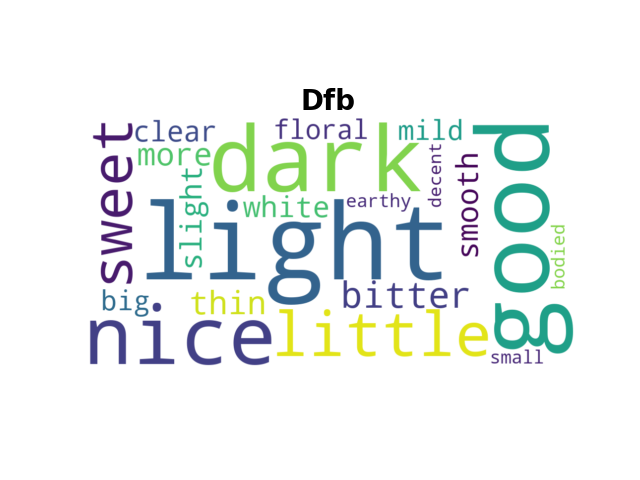 Dfb
sweet
clear
floral
mild
good
dark
more
decent
smooth
slight
white
earthy
light
bodied
big
thin
bitter
nice
little
small